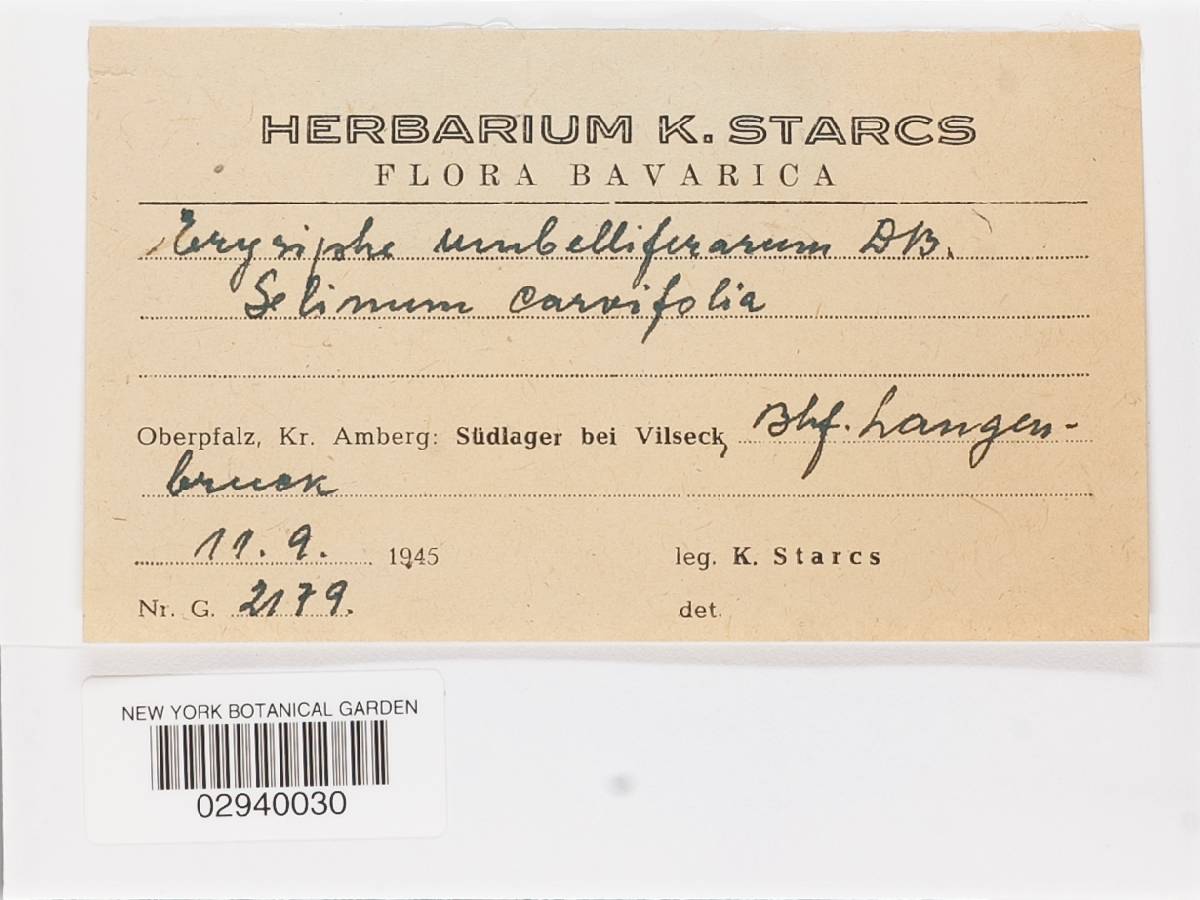 HERBARIUM K. STARCS
FLORA BAVARICA
Erysiphe umbelliferarum DB.
Selinum carvifolia
Oberpfalz, Kr. Amberg: Südlager bei Vilseck, Bhf. Langen-
bruck
11. 9. 1945 leg. K. Starcs
Nr. G. 2179. det.
NEW YORK BOTANICAL GARDEN
02940030